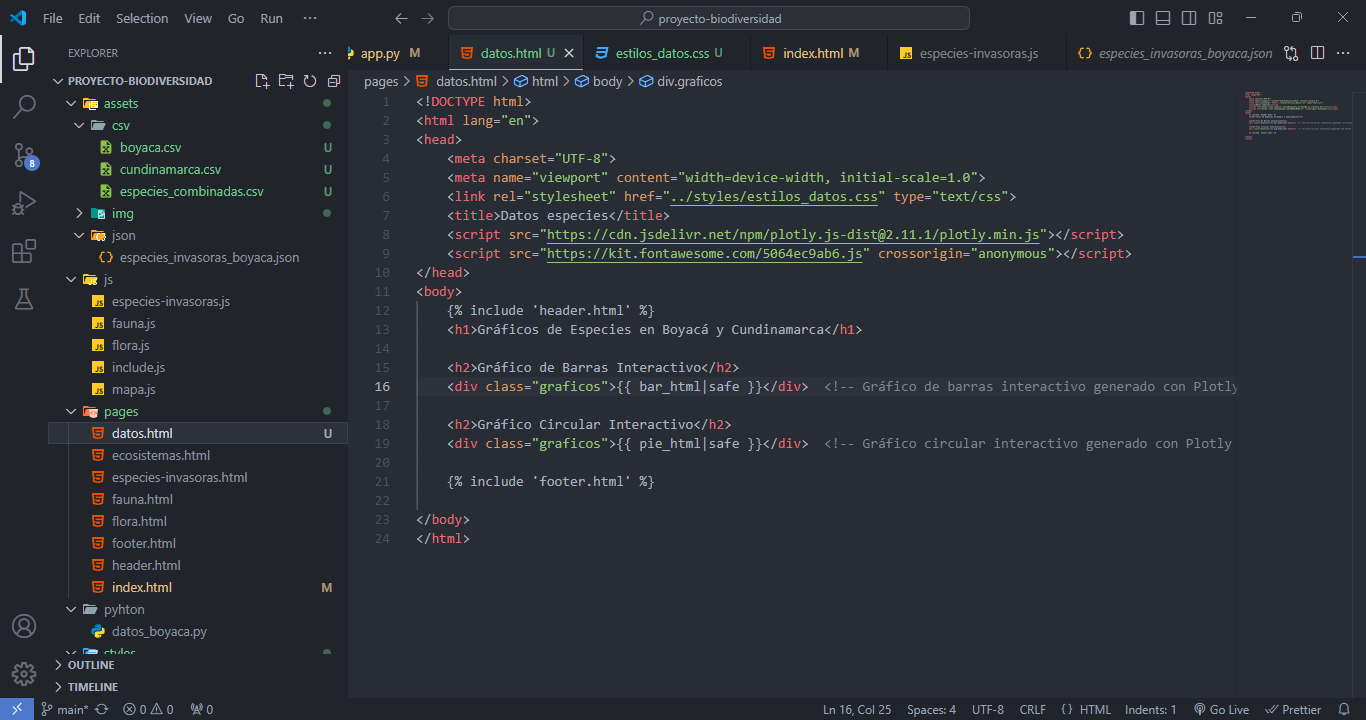 File Edit Selection View Go Run ··· proyecto-biodiversidad
EXPLORER ··· app.py M datos.html U estilos_datos.css U index.html M especies-invasoras.js especies_invasoras_boyaca.json ···
PROYECTO-BIODIVERSIDAD
pages > datos.html > html > body > div.graficos
assets
csv
boyaca.csv U
cundinamarca.csv U
especies_combinadas.csv U
img
json
especies_invasoras_boyaca.json
js
especies-invasoras.js
fauna.js
flora.js
include.js
mapa.js
pages
datos.html U
ecosistemas.html
especies-invasoras.html
fauna.html
flora.html
footer.html
header.html
index.html M
pyhton
datos_boyaca.py
styles
OUTLINE
TIMELINE
8
1 <!DOCTYPE html>
2 <html lang="en">
3 <head>
4 <meta charset="UTF-8">
5 <meta name="viewport" content="width=device-width, initial-scale=1.0">
6 <link rel="stylesheet" href="../styles/estilos_datos.css" type="text/css">
7 <title>Datos especies</title>
8 <script src="https://cdn.jsdelivr.net/npm/plotly.js-dist@2.11.1/plotly.min.js"></script>
9 <script src="https://kit.fontawesome.com/5064ec9ab6.js" crossorigin="anonymous"></script>
10 </head>
11 <body>
12 {% include 'header.html' %}
13 <h1>Gráficos de Especies en Boyacá y Cundinamarca</h1>
14
15 <h2>Gráfico de Barras Interactivo</h2>
16 <div class="graficos">{{ bar_html|safe }}</div> <!-- Gráfico de barras interactivo generado con Plotly
17
18 <h2>Gráfico Circular Interactivo</h2>
19 <div class="graficos">{{ pie_html|safe }}</div> <!-- Gráfico circular interactivo generado con Plotly
20
21 {% include 'footer.html' %}
22
23 </body>
24 </html>
main* 0 0 0 Ln 16, Col 25 Spaces: 4 UTF-8 CRLF {} HTML Indents: 1 Go Live Prettier